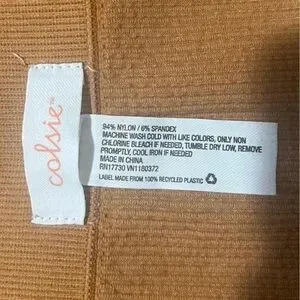 colsie™
94% NYLON / 6% SPANDEX
MACHINE WASH COLD WITH LIKE COLORS, ONLY NON
CHLORINE BLEACH IF NEEDED, TUMBLE DRY LOW, REMOVE
PROMPTLY, COOL IRON IF NEEDED
MADE IN CHINA
RN17730 VN1180372
LABEL MADE FROM 100% RECYCLED PLASTIC